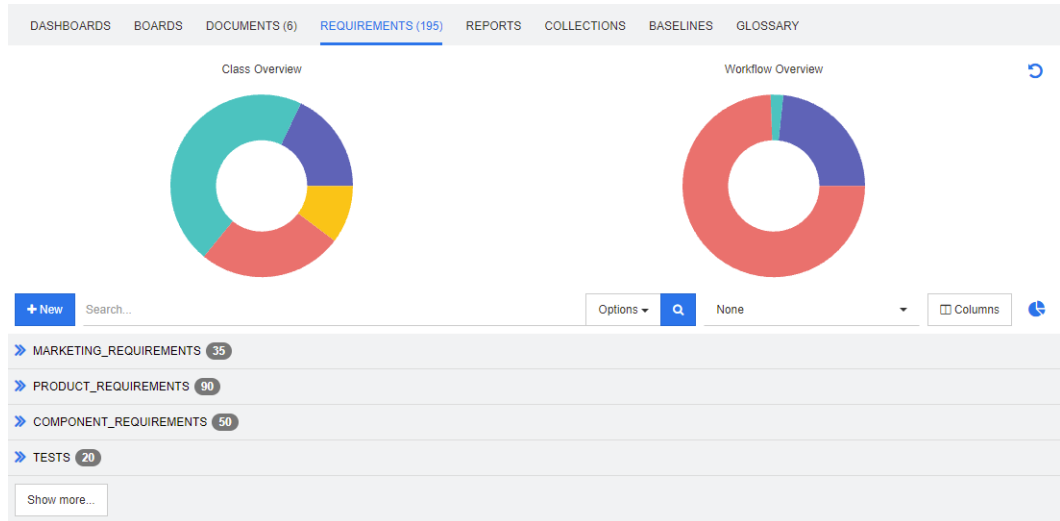 DASHBOARDS BOARDS DOCUMENTS (6) REQUIREMENTS (195) REPORTS COLLECTIONS BASELINES GLOSSARY
Class Overview Workflow Overview
+ New Search... Options None Columns
MARKETING_REQUIREMENTS 35
PRODUCT_REQUIREMENTS 90
COMPONENT_REQUIREMENTS 50
TESTS 20
Show more...